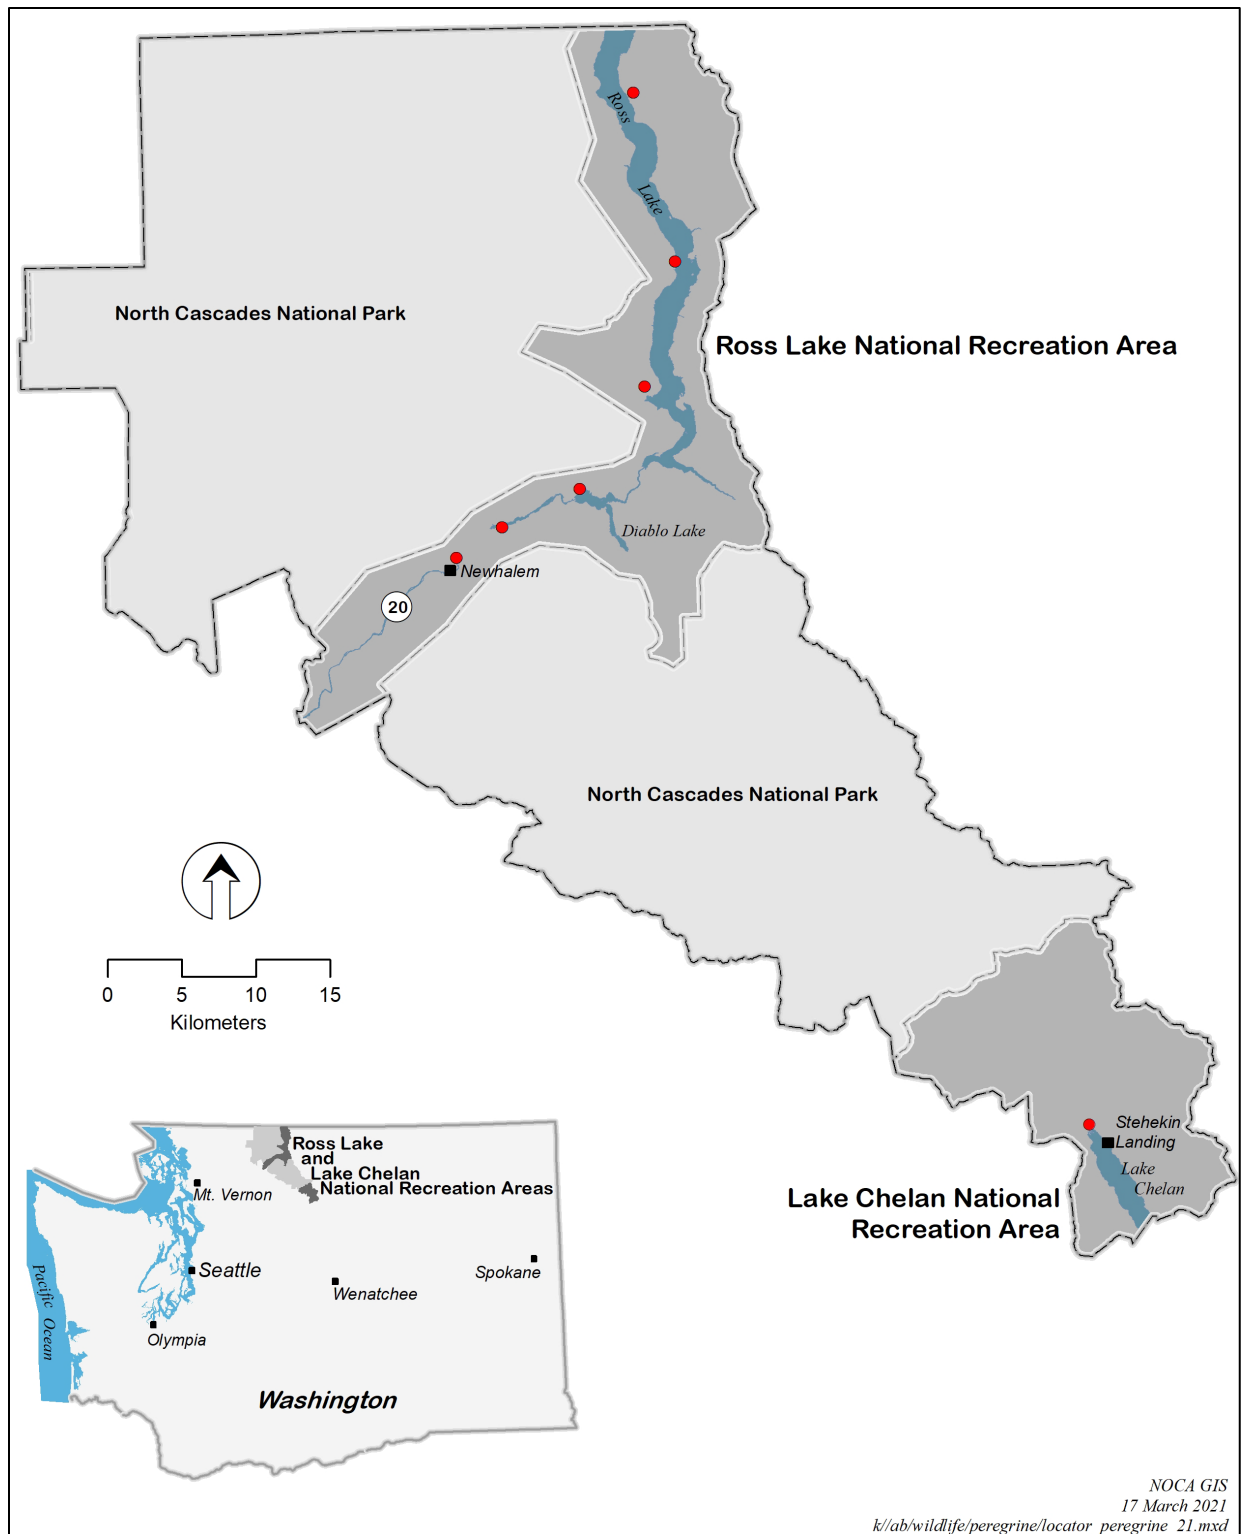 Ross
Lake
North Cascades National Park
Ross Lake National Recreation Area
Diablo Lake
Newhalem
20
North Cascades National Park
0 5 10 15
Kilometers
Stehekin
Landing
Lake
Chelan
Lake Chelan National
Recreation Area
Ross Lake
and
Lake Chelan
National Recreation Areas
Mt. Vernon
Seattle
Spokane
Wenatchee
Pacific Ocean
Olympia
Washington
NOCA GIS
17 March 2021
k//ab/wildlife/peregrine/locator_peregrine_21.mxd